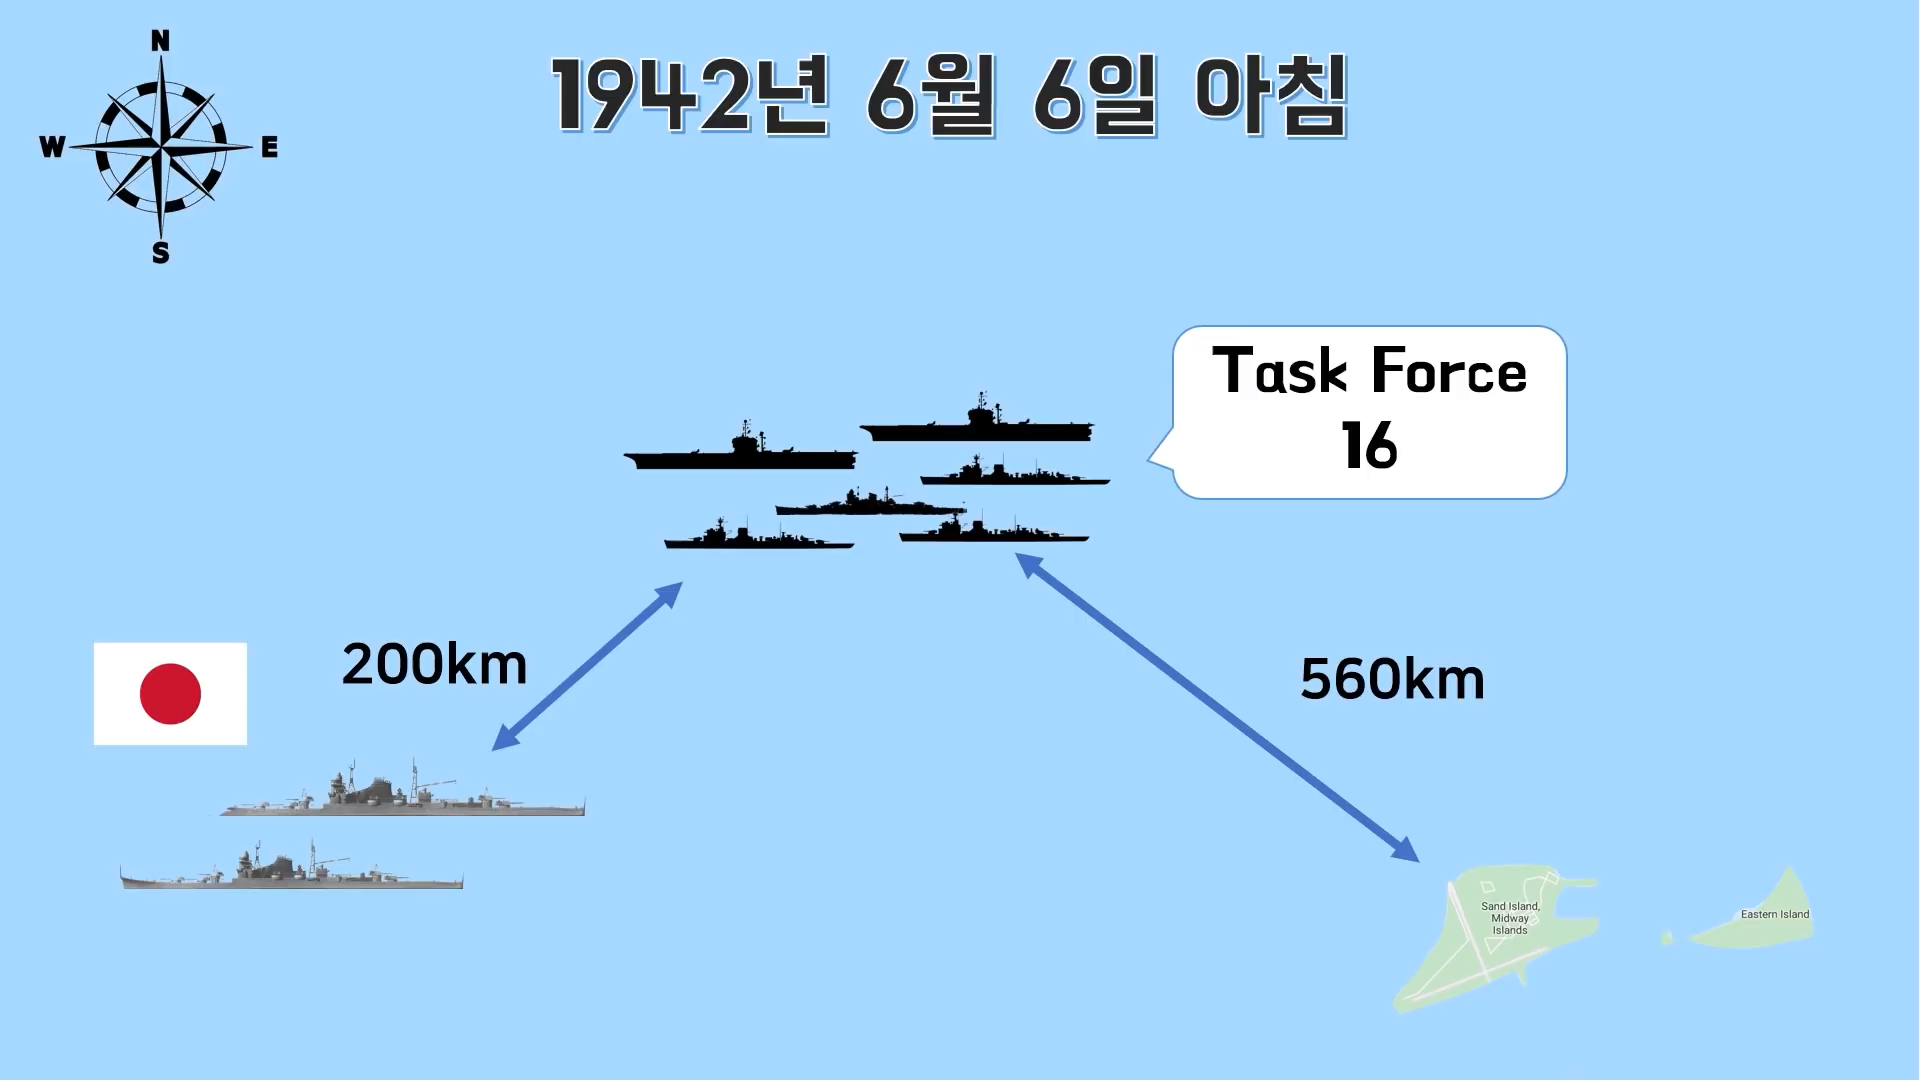 N
1942년 6월 6일 아침
W
E
S
Task Force
16
200km
560km
Sand Island,
Midway
Islands
Eastern Island